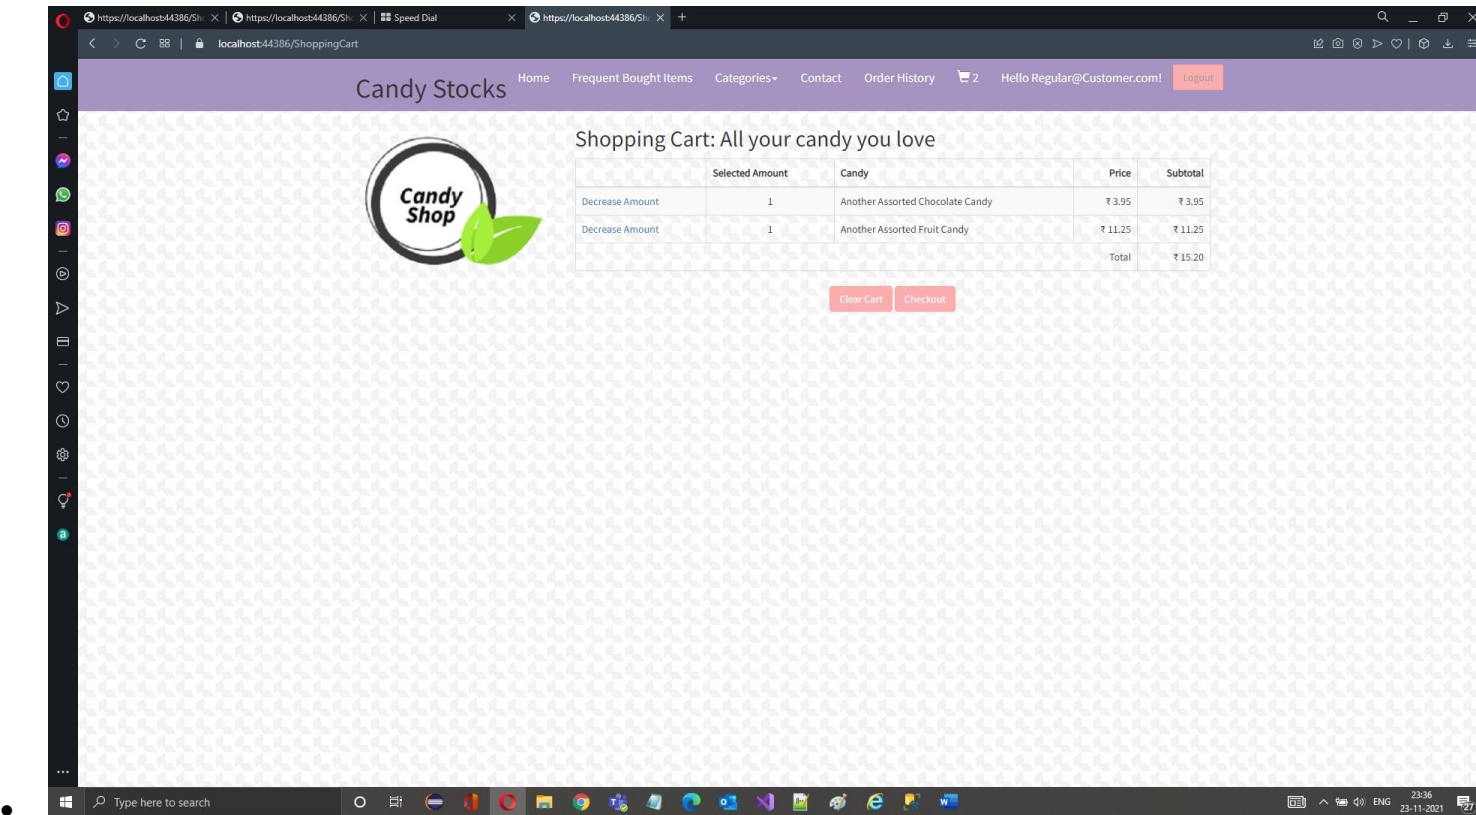 https://localhost:44386/Sho
https://localhost:44386/Sho
Speed Dial
https://localhost:44386/Sho
localhost:44386/ShoppingCart
Candy Stocks
Home
Frequent Bought Items
Categories
Contact
Order History
2
Hello Regular@Customer.com!
Logout
Candy
Shop
Shopping Cart: All your candy you love
Selected Amount Candy Price Subtotal
Decrease Amount 1 Another Assorted Chocolate Candy ₹ 3.95 ₹ 3.95
Decrease Amount 1 Another Assorted Fruit Candy ₹ 11.25 ₹ 11.25
Total ₹ 15.20
Clear Cart
Checkout
Type here to search
ENG
23:36
23-11-2021
27